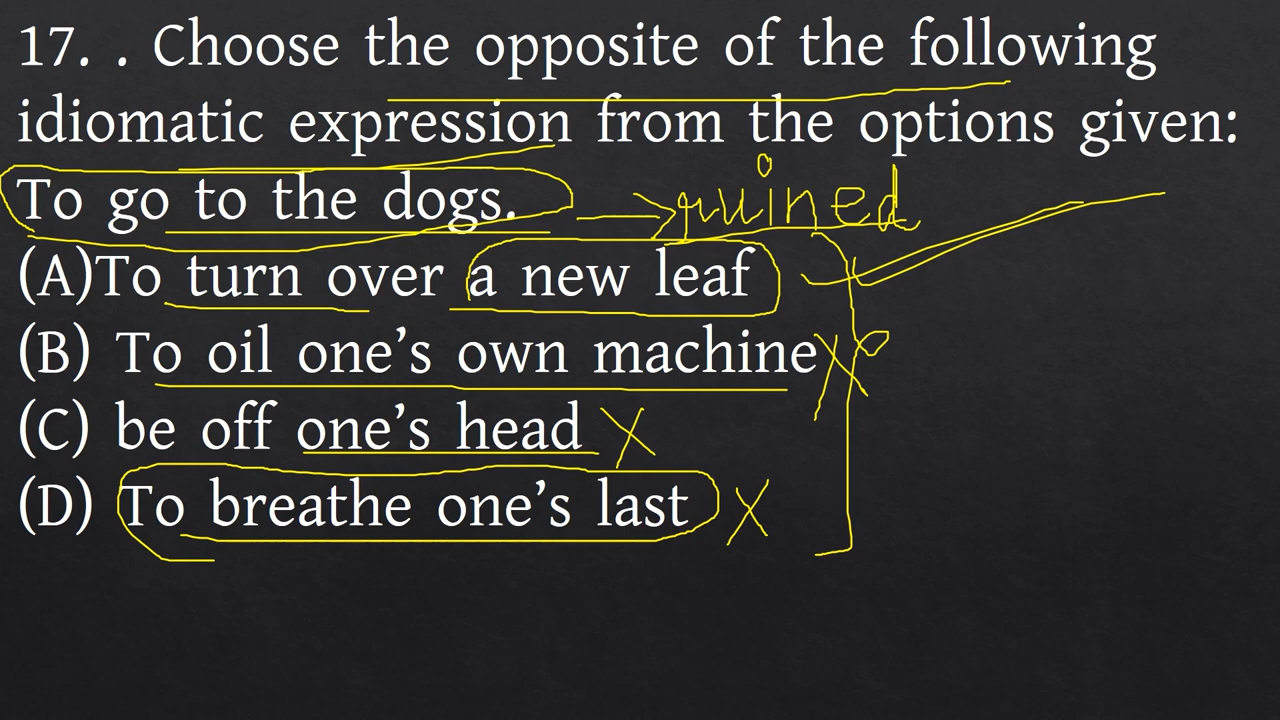 17. . Choose the opposite of the following
idiomatic expression from the options given:
To go to the dogs. → ruined
(A)To turn over a new leaf
(B) To oil one’s own machine
(C) be off one’s head
(D) To breathe one’s last